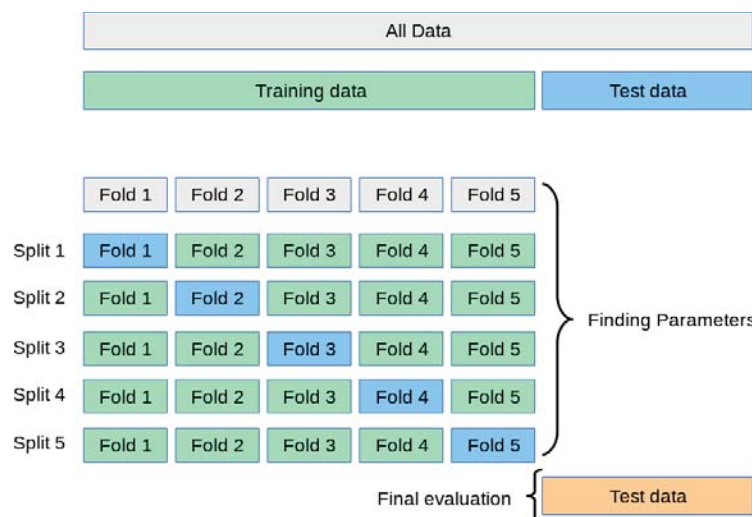 All Data
Training data Test data
Fold 1 Fold 2 Fold 3 Fold 4 Fold 5
Split 1 Fold 1 Fold 2 Fold 3 Fold 4 Fold 5
Split 2 Fold 1 Fold 2 Fold 3 Fold 4 Fold 5
Finding Parameters
Split 3 Fold 1 Fold 2 Fold 3 Fold 4 Fold 5
Split 4 Fold 1 Fold 2 Fold 3 Fold 4 Fold 5
Split 5 Fold 1 Fold 2 Fold 3 Fold 4 Fold 5
Final evaluation Test data